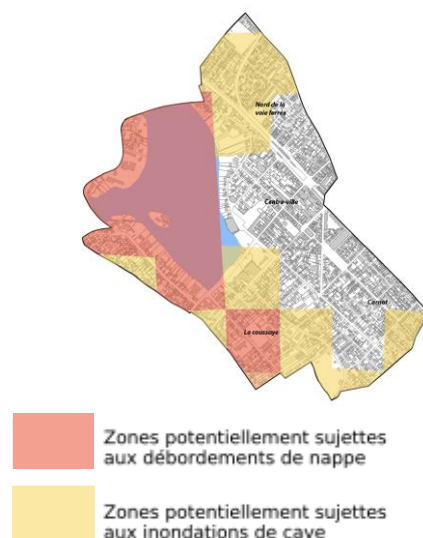 Nord de la
voie ferrée
Centre-ville
Carnot
La coussaye
Zones potentiellement sujettes
aux débordements de nappe
Zones potentiellement sujettes
aux inondations de cave